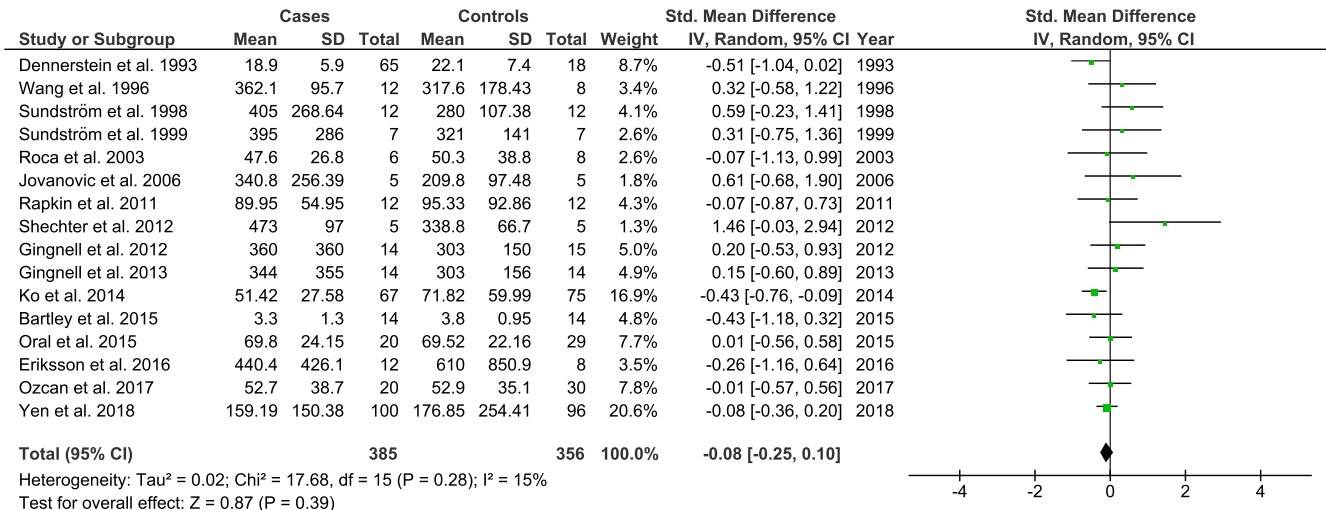 Cases Controls Std. Mean Difference Std. Mean Difference
Study or Subgroup Mean SD Total Mean SD Total Weight IV, Random, 95% CI Year IV, Random, 95% CI
Dennerstein et al. 1993 18.9 5.9 65 22.1 7.4 18 8.7% -0.51 [-1.04, 0.02] 1993
Wang et al. 1996 362.1 95.7 12 317.6 178.43 8 3.4% 0.32 [-0.58, 1.22] 1996
Sundström et al. 1998 405 268.64 12 280 107.38 12 4.1% 0.59 [-0.23, 1.41] 1998
Sundström et al. 1999 395 286 7 321 141 7 2.6% 0.31 [-0.75, 1.36] 1999
Roca et al. 2003 47.6 26.8 6 50.3 38.8 8 2.6% -0.07 [-1.13, 0.99] 2003
Jovanovic et al. 2006 340.8 256.39 5 209.8 97.48 5 1.8% 0.61 [-0.68, 1.90] 2006
Rapkin et al. 2011 89.95 54.95 12 95.33 92.86 12 4.3% -0.07 [-0.87, 0.73] 2011
Shechter et al. 2012 473 97 5 338.8 66.7 5 1.3% 1.46 [-0.03, 2.94] 2012
Gingnell et al. 2012 360 360 14 303 150 15 5.0% 0.20 [-0.53, 0.93] 2012
Gingnell et al. 2013 344 355 14 303 156 14 4.9% 0.15 [-0.60, 0.89] 2013
Ko et al. 2014 51.42 27.58 67 71.82 59.99 75 16.9% -0.43 [-0.76, -0.09] 2014
Bartley et al. 2015 3.3 1.3 14 3.8 0.95 14 4.8% -0.43 [-1.18, 0.32] 2015
Oral et al. 2015 69.8 24.15 20 69.52 22.16 29 7.7% 0.01 [-0.56, 0.58] 2015
Eriksson et al. 2016 440.4 426.1 12 610 850.9 8 3.5% -0.26 [-1.16, 0.64] 2016
Ozcan et al. 2017 52.7 38.7 20 52.9 35.1 30 7.8% -0.01 [-0.57, 0.56] 2017
Yen et al. 2018 159.19 150.38 100 176.85 254.41 96 20.6% -0.08 [-0.36, 0.20] 2018
Total (95% CI) 385 356 100.0% -0.08 [-0.25, 0.10]
Heterogeneity: Tau² = 0.02; Chi² = 17.68, df = 15 (P = 0.28); I² = 15%
-4 -2 0 2 4
Test for overall effect: Z = 0.87 (P = 0.39)